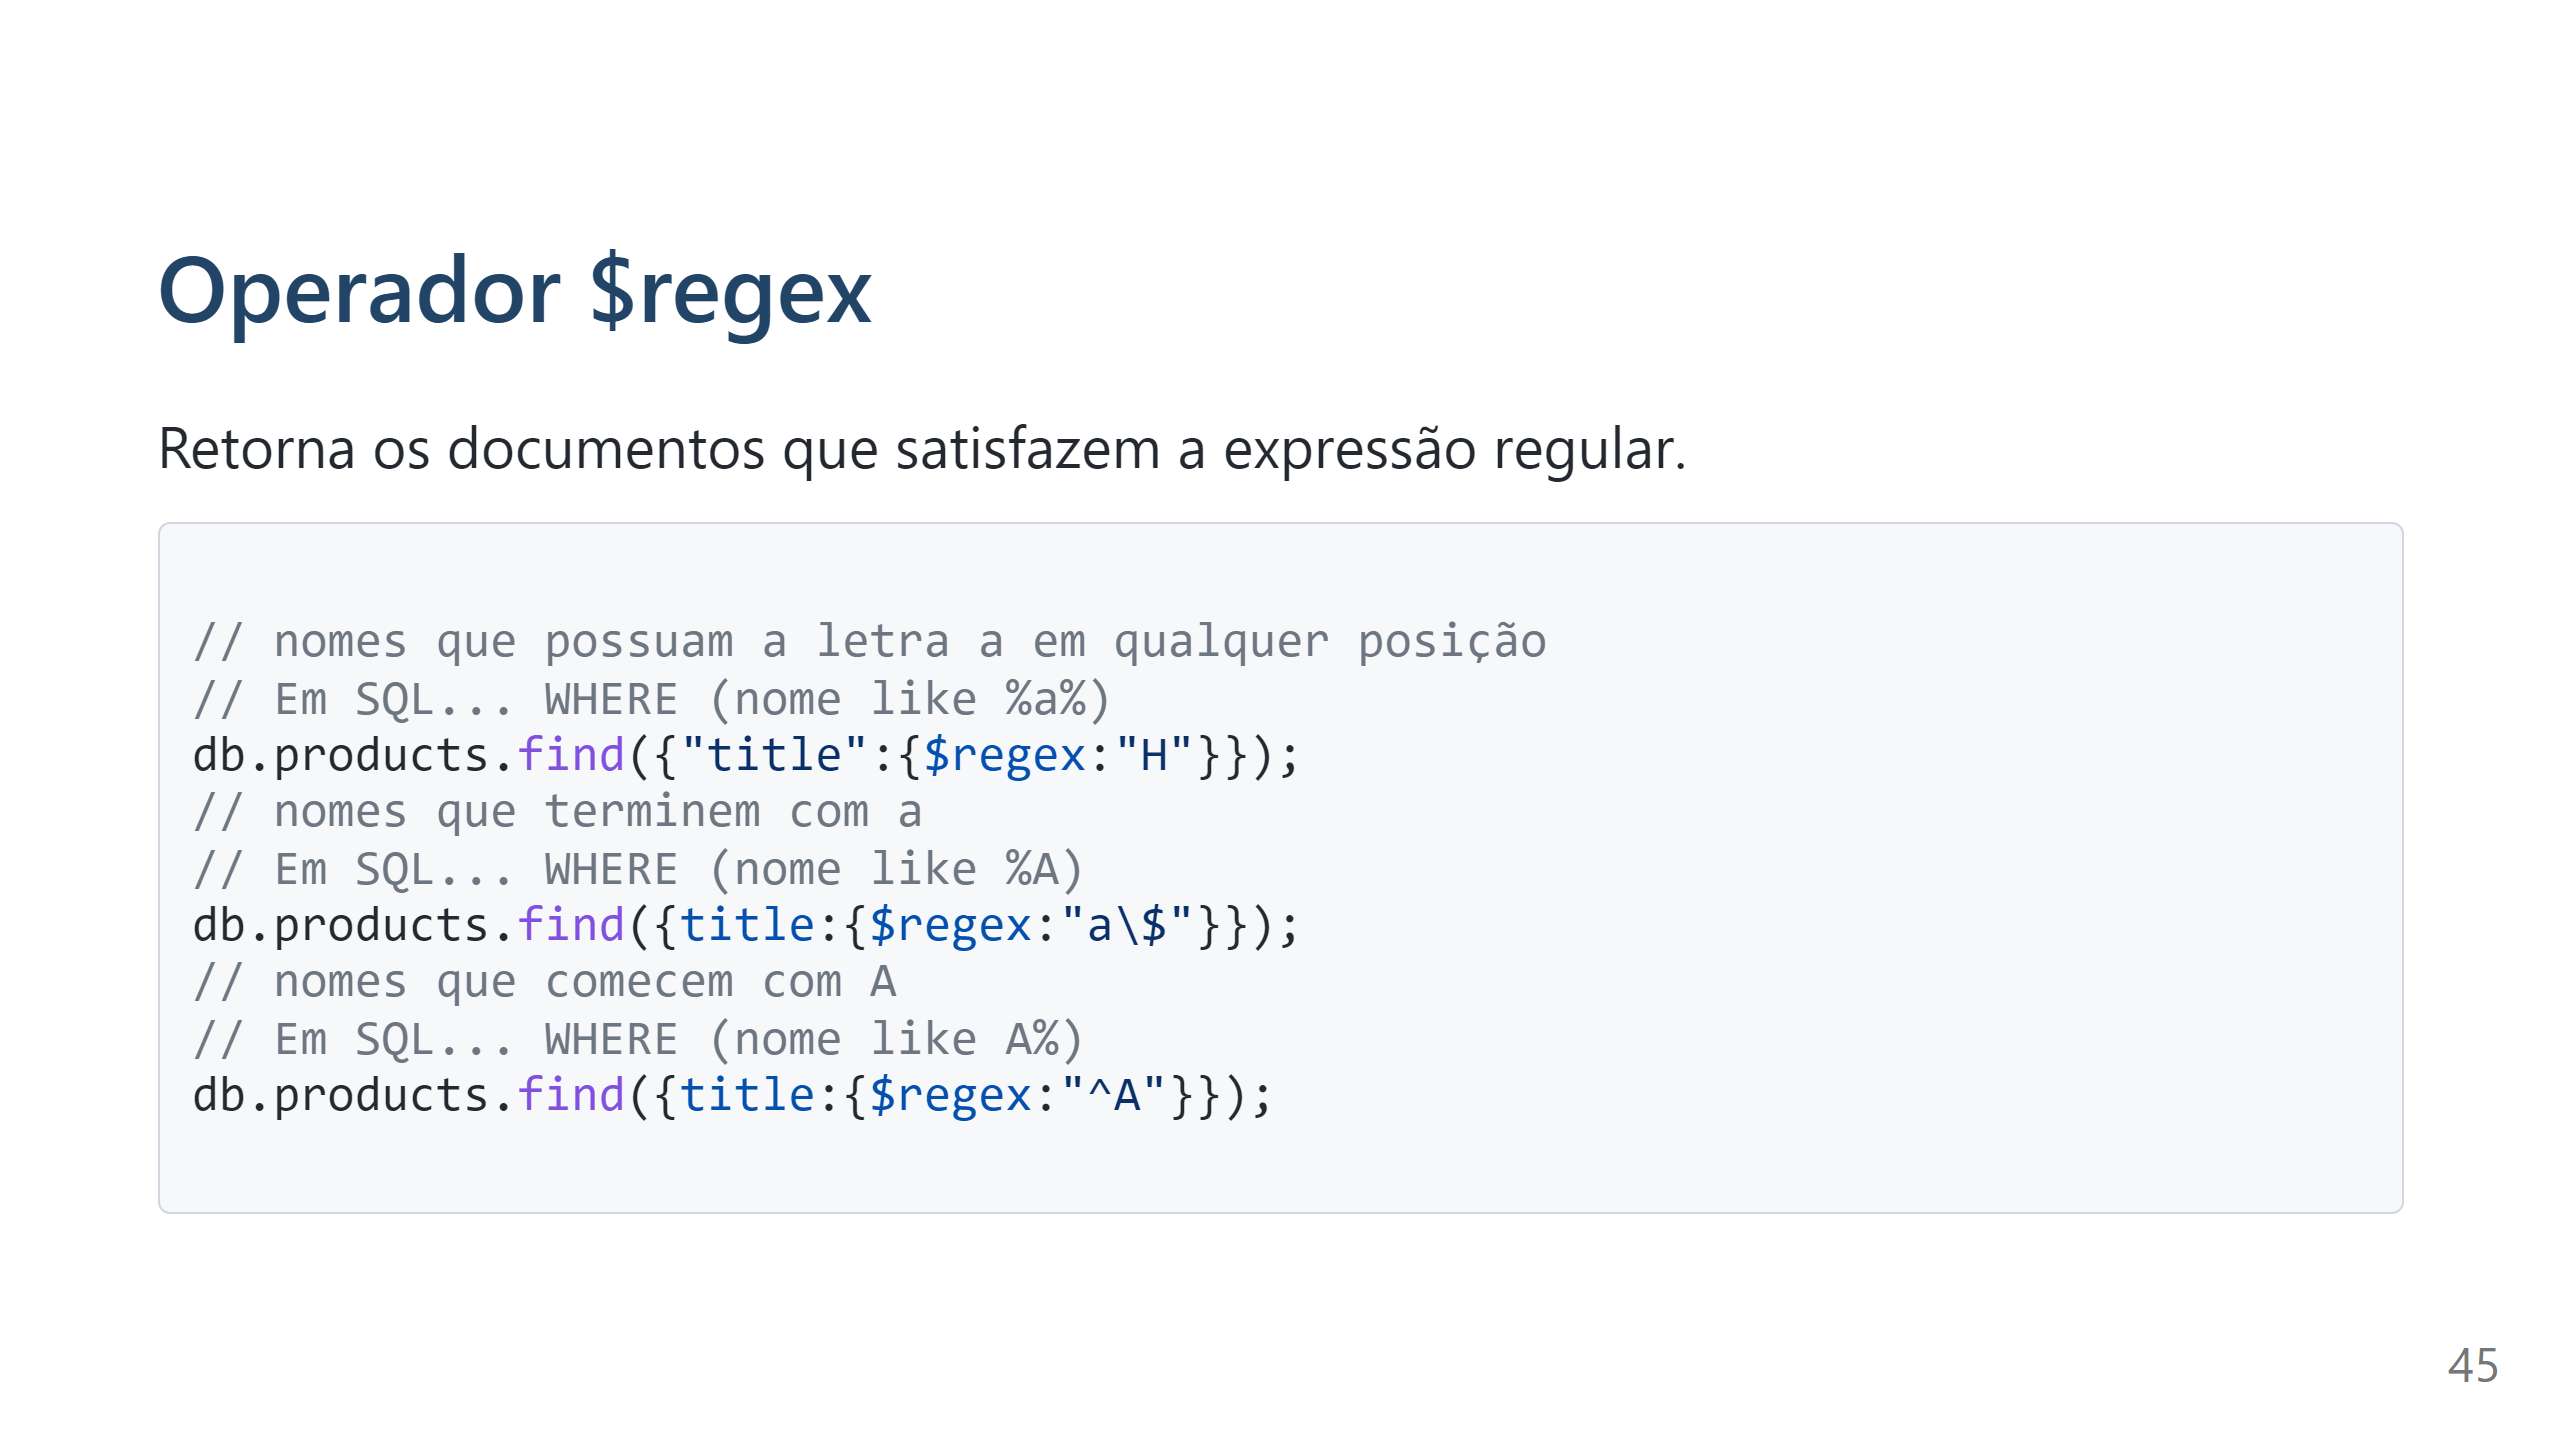 Operador $regex
Retorna os documentos que satisfazem a expressão regular.
// nomes que possuam a letra a em qualquer posição
// Em SQL... WHERE (nome like %a%)
db.products.find({"title":{$regex:"H"}});
// nomes que terminem com a
// Em SQL... WHERE (nome like %A)
db.products.find({title:{$regex:"a\$"}});
// nomes que comecem com A
// Em SQL... WHERE (nome like A%)
db.products.find({title:{$regex:"^A"}});
45